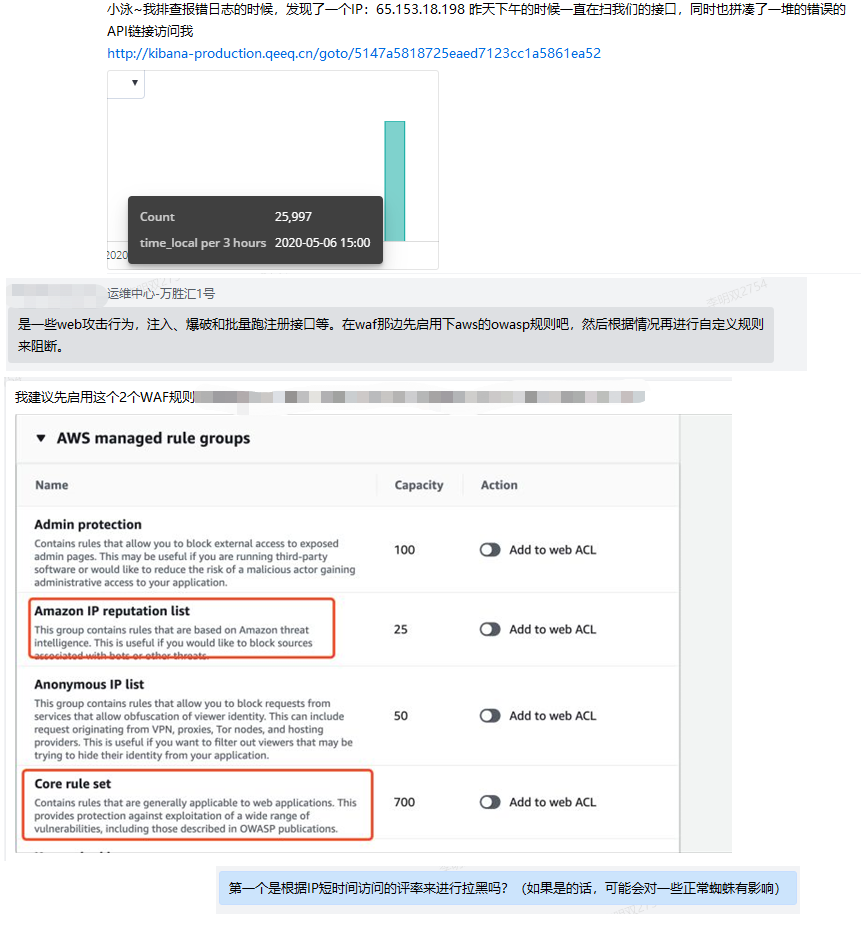 小泳~我排查报错日志的时候，发现了一个IP：65.153.18.198 昨天下午的时候一直在扫我们的接口，同时也拼凑了一堆的错误的
API链接访问我
http://kibana-production.qeeq.cn/goto/5147a5818725eaed7123cc1a5861ea52
Count 25,997
time_local per 3 hours 2020-05-06 15:00
2020
运维中心-万胜汇1号
李明双2754
是一些web攻击行为，注入、爆破和批量跑注册接口等。在waf那边先启用下aws的owasp规则吧，然后根据情况再进行自定义规则
来阻断。
我建议先启用这个2个WAF规则
AWS managed rule groups
Name Capacity Action
Admin protection
Contains rules that allow you to block external access to exposed
admin pages. This may be useful if you are running third-party
software or would like to reduce the risk of a malicious actor gaining
administrative access to your application.
100 Add to web ACL
Amazon IP reputation list
This group contains rules that are based on Amazon threat
intelligence. This is useful if you would like to block sources
associated with bots or other threats.
25 Add to web ACL
Anonymous IP list
This group contains rules that allow you to block requests from
services that allow obfuscation of viewer identity. This can include
request originating from VPN, proxies, Tor nodes, and hosting
providers. This is useful if you want to filter out viewers that may be
trying to hide their identity from your application.
50 Add to web ACL
Core rule set
Contains rules that are generally applicable to web applications. This
provides protection against exploitation of a wide range of
vulnerabilities, including those described in OWASP publications.
700 Add to web ACL
第一个是根据IP短时间访问的评率来进行拉黑吗？（如果是的话，可能会对一些正常蜘蛛有影响）